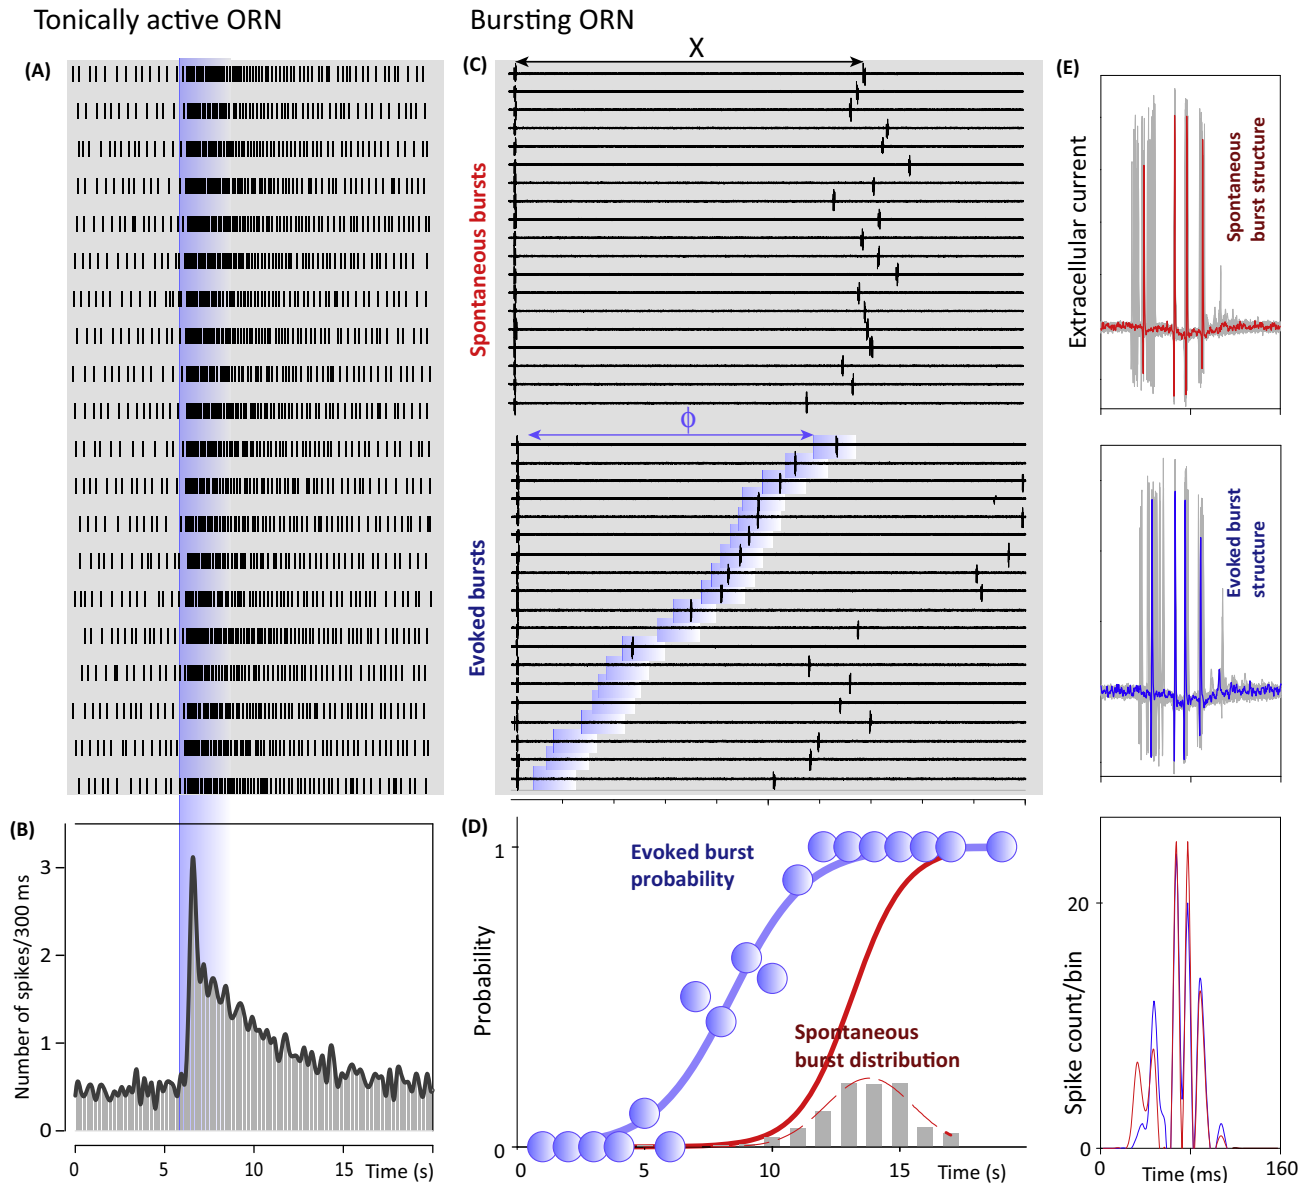 Tonically active ORN
Bursting ORN
(A)
(C)
X
(E)
Spontaneous bursts
ϕ
Evoked bursts
Extracellular current
Spontaneous
burst structure
Evoked burst
structure
(B)
Number of spikes/300 ms
3
2
1
0
0
5
10
15
Time (s)
(D)
Probability
1
0
Evoked burst
probability
Spontaneous
burst distribution
0
5
10
15
Time (s)
Spike count/bin
20
0
0
80
160
Time (ms)